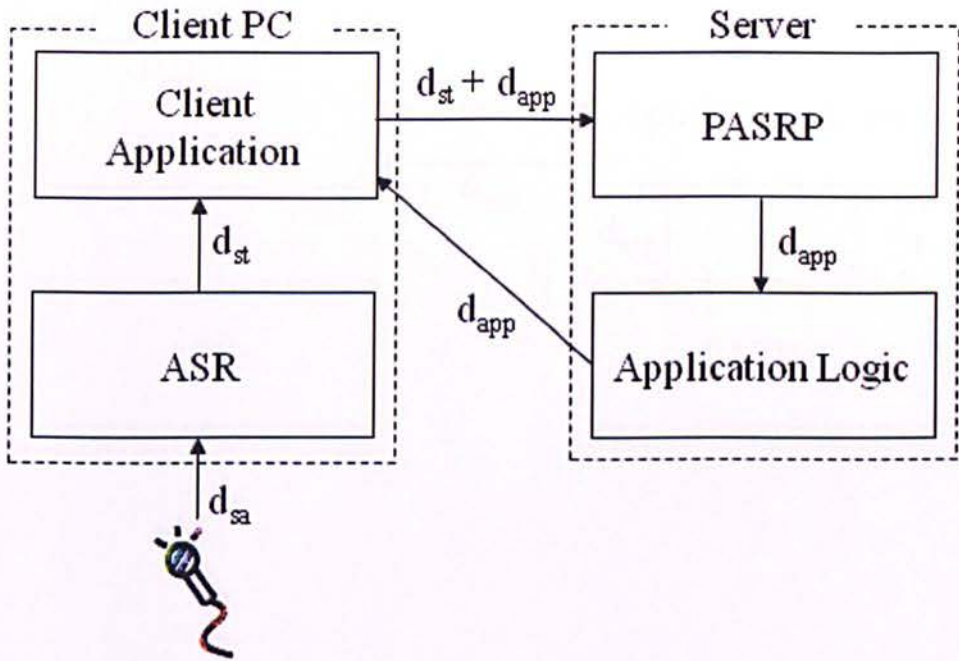 Client PC
Server
Client
Application
d_st + d_app
PASRP
d_st
d_app
d_app
ASR
Application Logic
d_sa